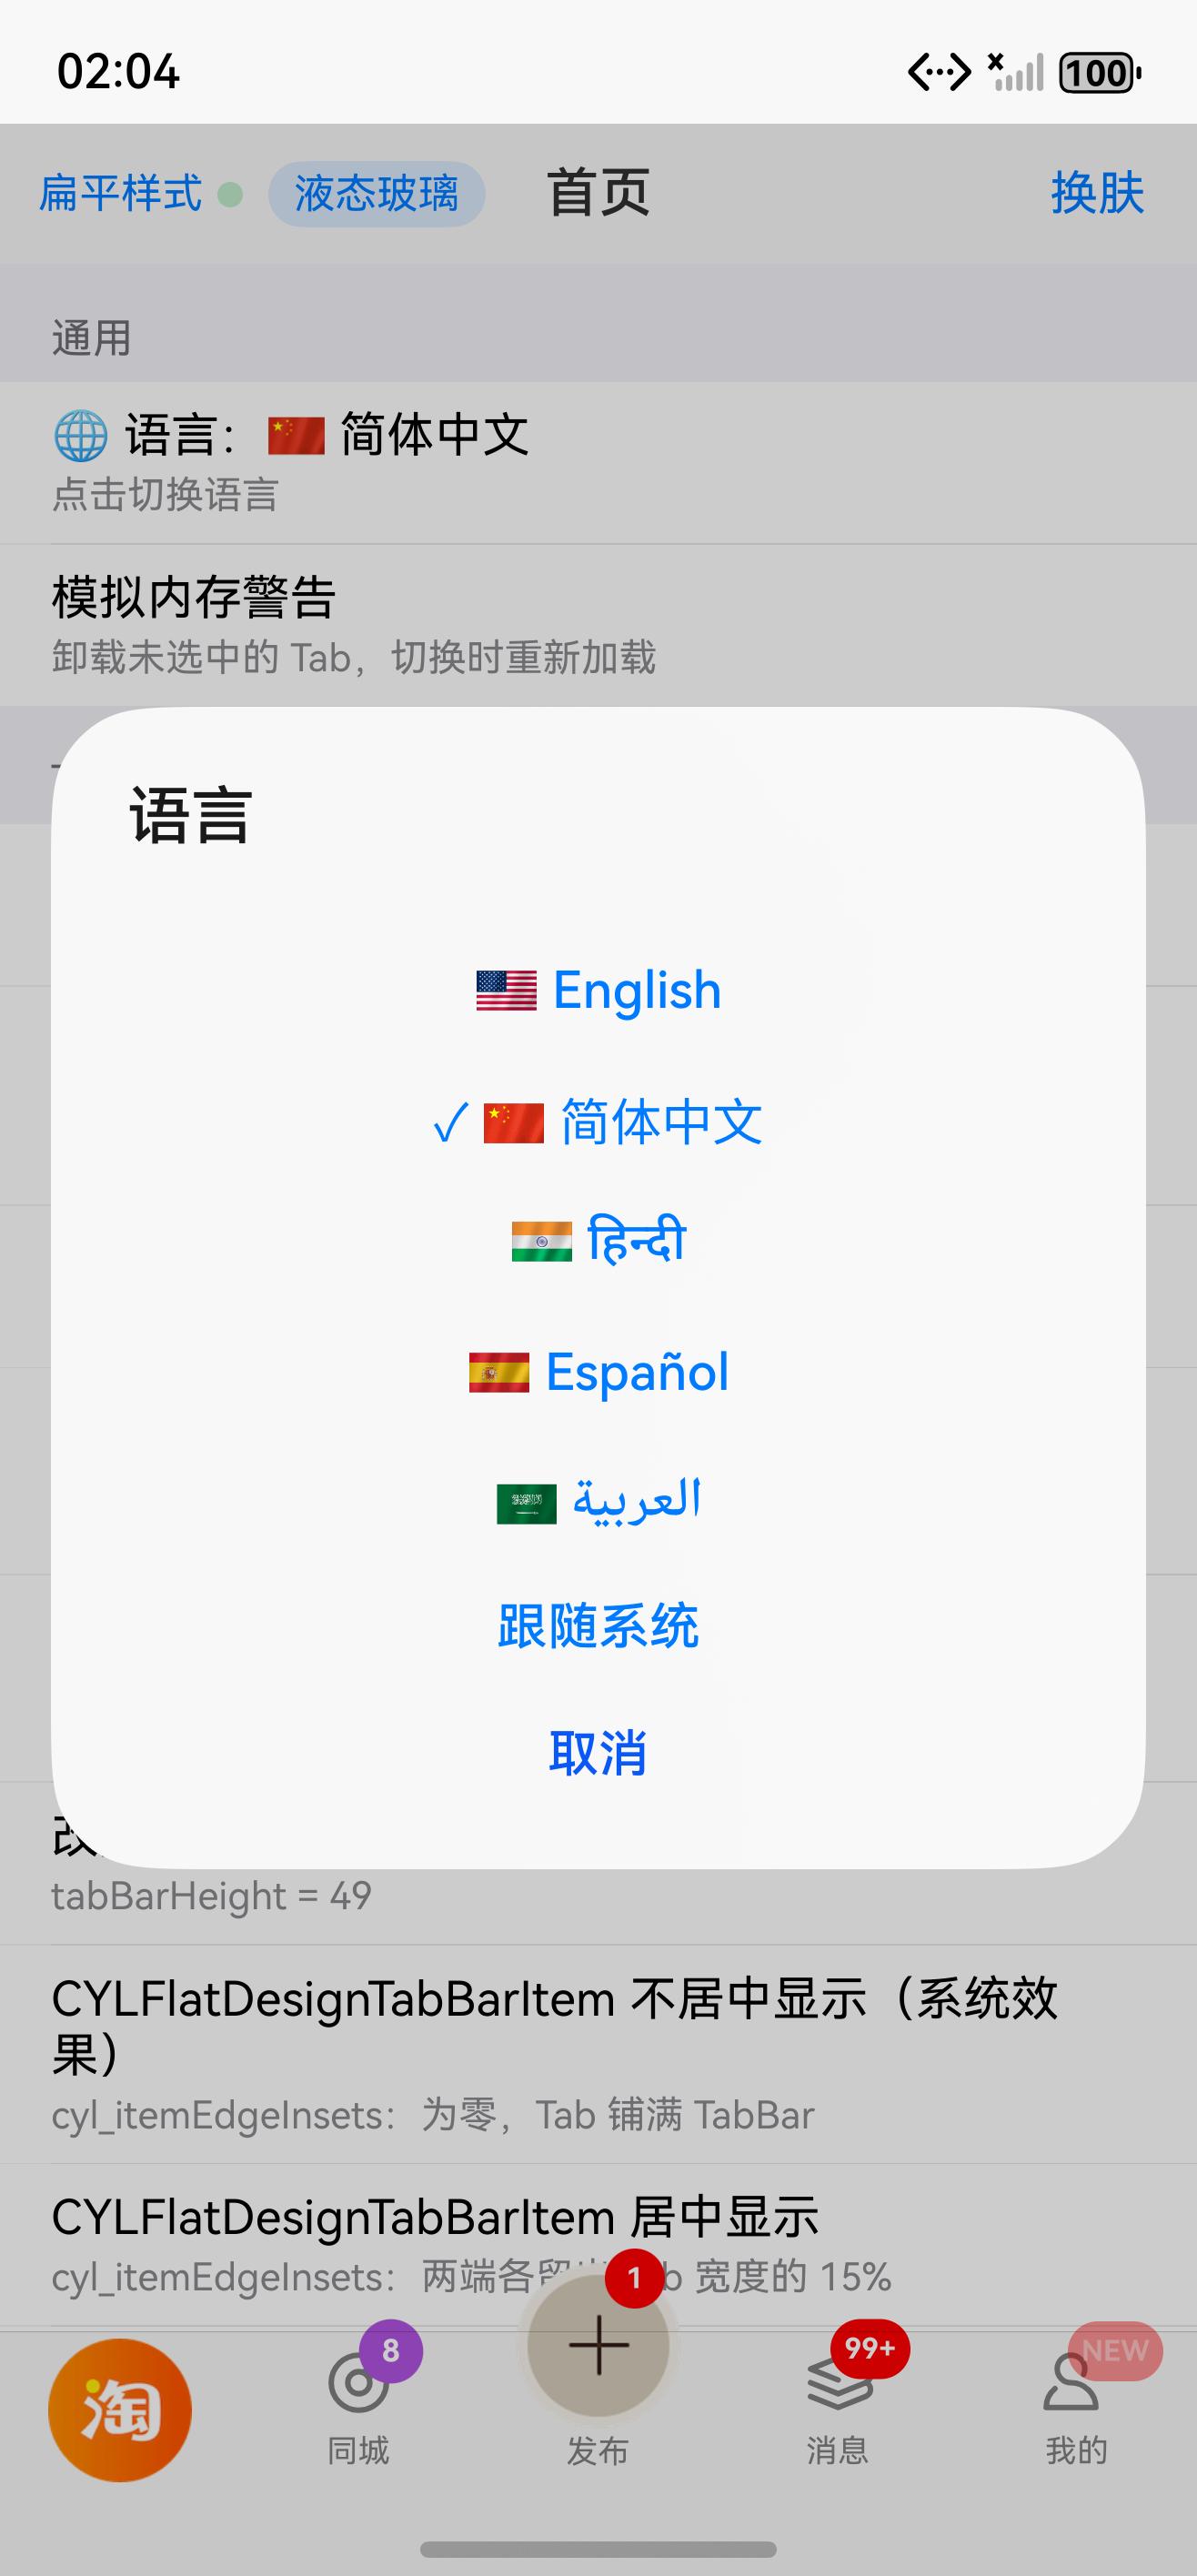 02:04
100
扁平样式
液态玻璃
首页
换肤
通用
语言： 简体中文
点击切换语言
模拟内存警告
卸载未选中的 Tab，切换时重新加载
语言
English
✓ 简体中文
हिन्दी
Español
العربية
跟随系统
取消
tabBarHeight = 49
CYLFlatDesignTabBarItem 不居中显示（系统效
果）
cyl_itemEdgeInsets：为零，Tab 铺满 TabBar
CYLFlatDesignTabBarItem 居中显示
cyl_itemEdgeInsets：两端各留 宽度的 15%
1
8
99+
NEW
淘
同城
发布
消息
我的